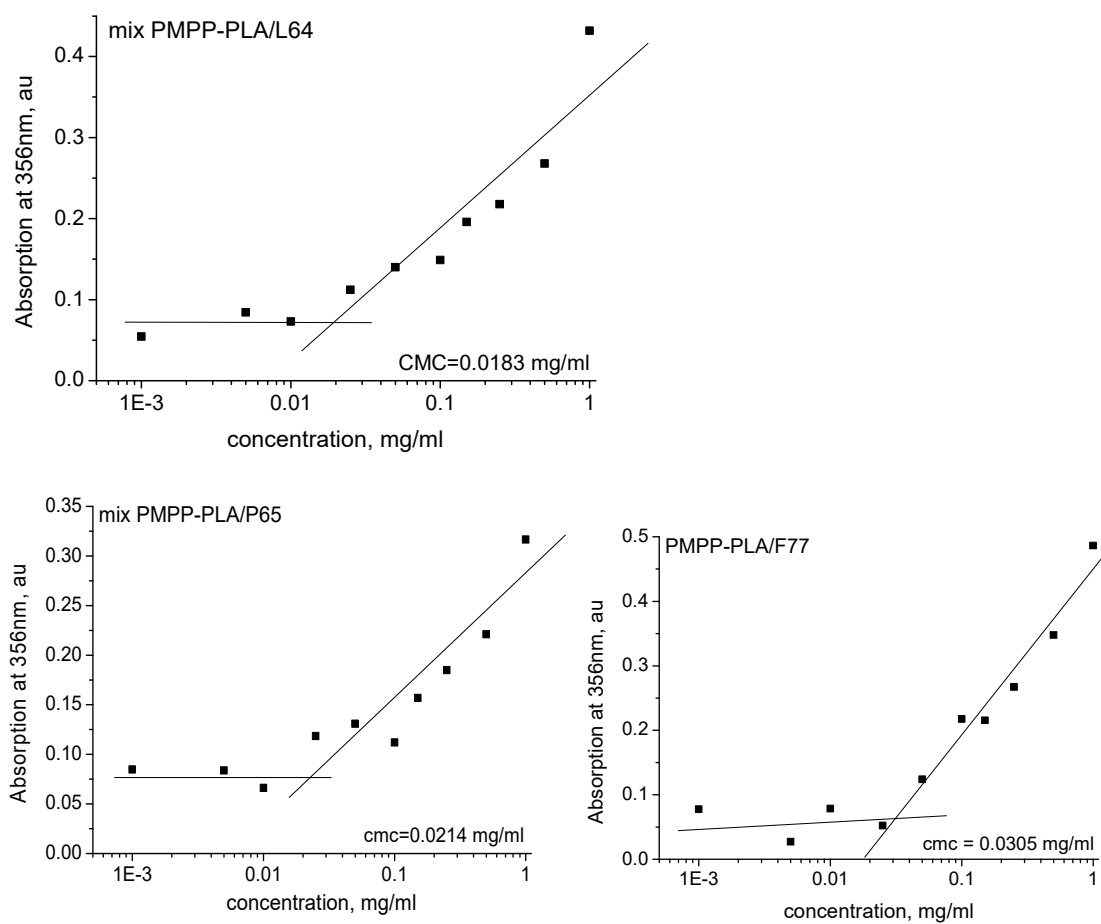 mix PMPP-PLA/L64
0.4
0.3
0.2
0.1
0.0
Absorption at 356nm, au
CMC=0.0183 mg/ml
1E-3 0.01 0.1 1
concentration, mg/ml
mix PMPP-PLA/P65
0.35
0.30
0.25
0.20
0.15
0.10
0.05
0.00
Absorption at 356nm, au
cmc=0.0214 mg/ml
1E-3 0.01 0.1 1
concentration, mg/ml
PMPP-PLA/F77
0.5
0.4
0.3
0.2
0.1
0.0
Absorption at 356nm, au
cmc = 0.0305 mg/ml
1E-3 0.01 0.1 1
concentration, mg/ml